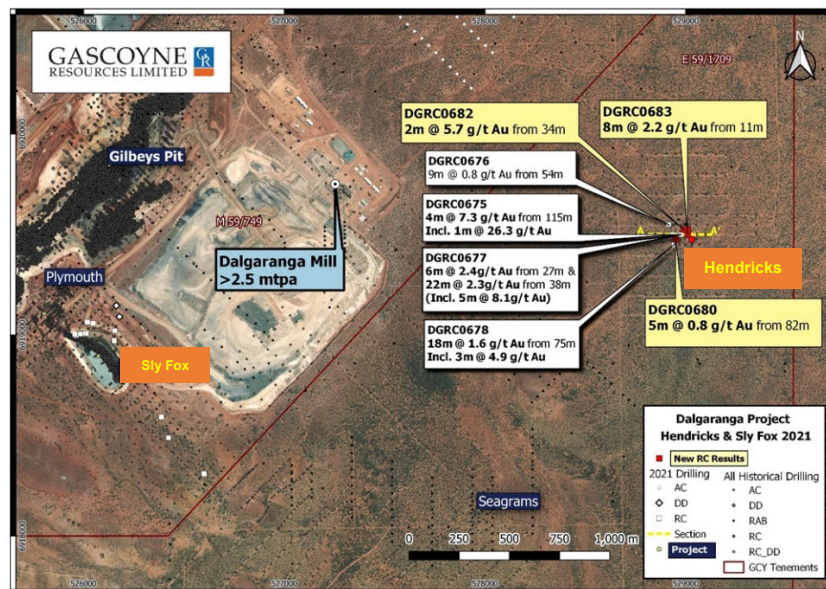 526000
527000
528000
529000
GASCOYNE
RESOURCES LIMITED
GR
N
E 59/1709
DGRC0682
2m @ 5.7 g/t Au from 34m
DGRC0683
8m @ 2.2 g/t Au from 11m
6920000
Gilbeys Pit
DGRC0676
9m @ 0.8 g/t Au from 54m
M 59/749
DGRC0675
4m @ 7.3 g/t Au from 115m
Incl. 1m @ 26.3 g/t Au
A
A'
Dalgaranga Mill
>2.5 mtpa
DGRC0677
6m @ 2.4g/t Au from 27m &
22m @ 2.3g/t Au from 38m
(Incl. 5m @ 8.1g/t Au)
Hendricks
Plymouth
DGRC0680
5m @ 0.8 g/t Au from 82m
DGRC0678
18m @ 1.6 g/t Au from 75m
Incl. 3m @ 4.9 g/t Au
Sly Fox
Dalgaranga Project
Hendricks & Sly Fox 2021
New RC Results
2021 Drilling
AC
DD
RC
Section
Project
All Historical Drilling
AC
DD
RAB
RC
RC_DD
GCY Tenements
Seagrams
0 250 500 750 1,000 m
526000
527000
528000
529000